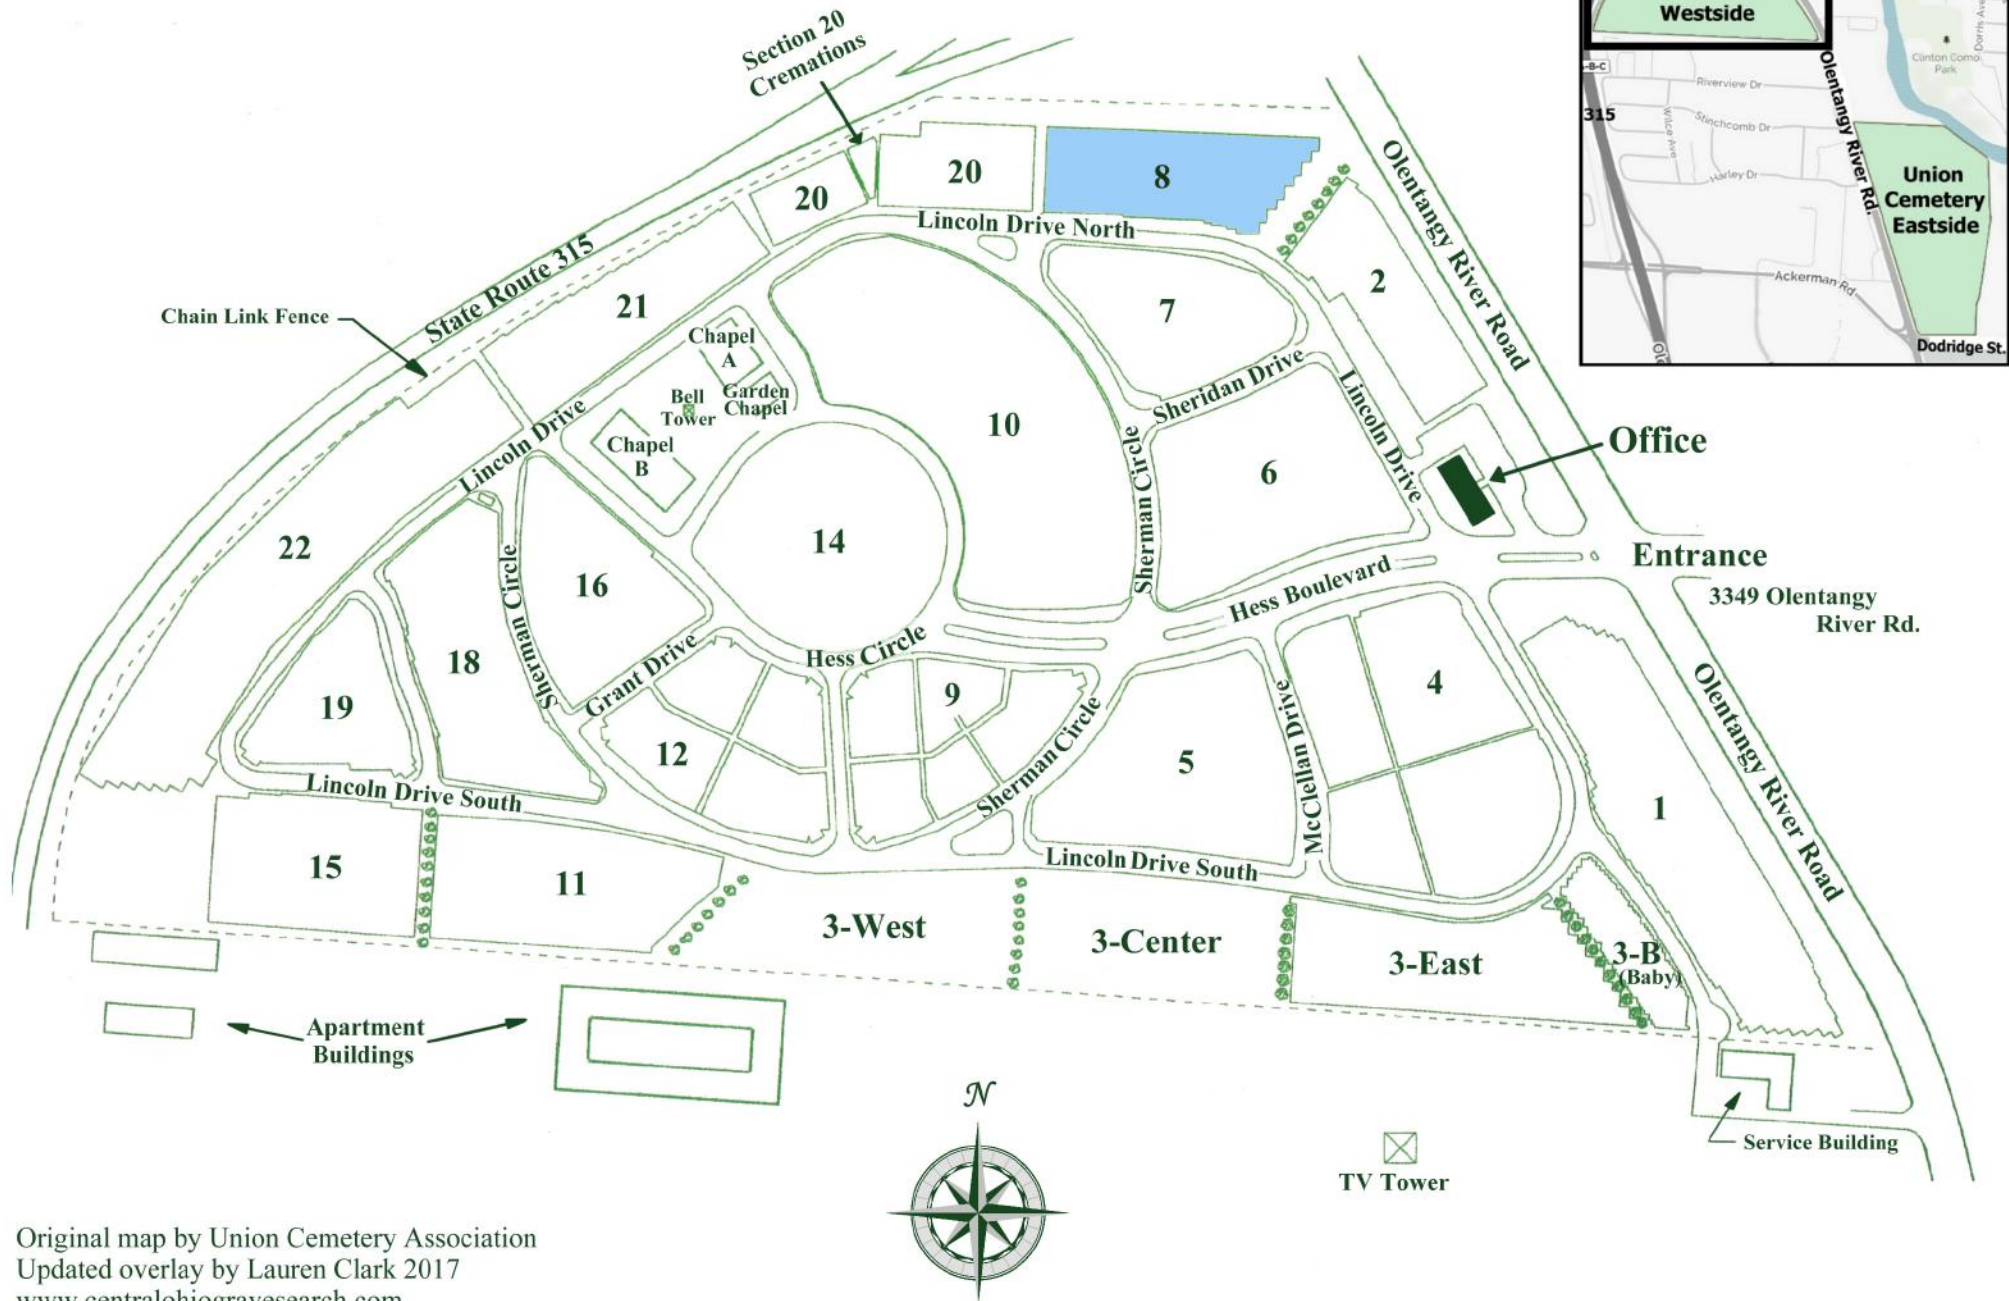 Section 20
Cremations
Westside
Clinton Como
Park
Dorris Ave
Olentangy River Rd.
-B-C
Riverview Dr
315
Wilce Ave
Stinchcomb Dr
Harley Dr
Union
Cemetery
Eastside
Ackerman Rd
Dodridge St.
20
20
8
Lincoln Drive North
Olentangy River Road
State Route 315
Chain Link Fence
21
7
2
Chapel
A
Garden
Chapel
Bell
Tower
Chapel
B
Lincoln Drive
10
Sheridan Drive
Lincoln Drive
Sherman Circle
6
Office
22
Sherman Circle
16
14
Hess Boulevard
Entrance
3349 Olentangy
River Rd.
19
18
Grant Drive
Hess Circle
12
9
Sherman Circle
5
McClellan Drive
4
1
Olentangy River Road
Lincoln Drive South
Lincoln Drive South
15
11
3-West
3-Center
3-East
3-B
(Baby)
Apartment
Buildings
Service Building
N
TV Tower
Original map by Union Cemetery Association
Updated overlay by Lauren Clark 2017
www.centralohiogravesearch.com